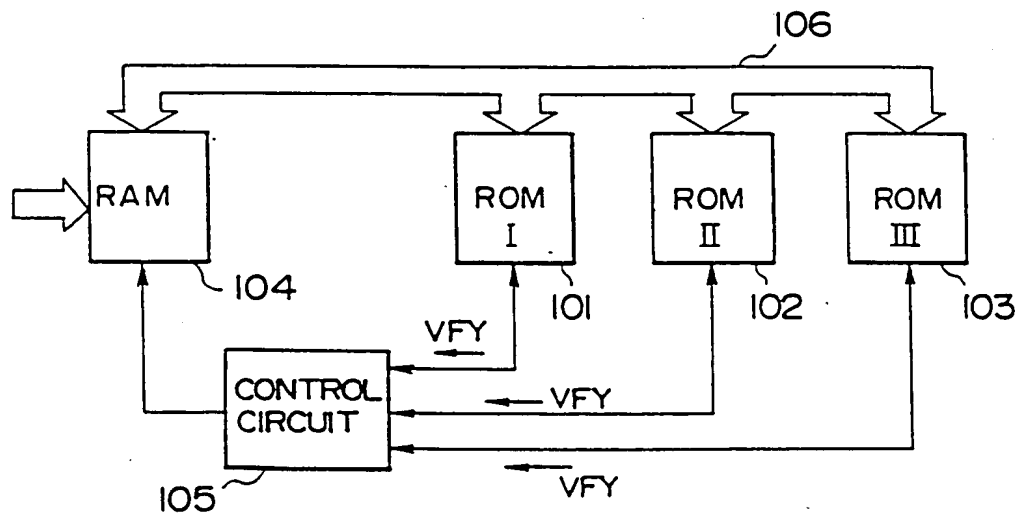 106
RAM
ROM
I
ROM
II
ROM
III
104
101
102
103
VFY
CONTROL
CIRCUIT
VFY
VFY
105